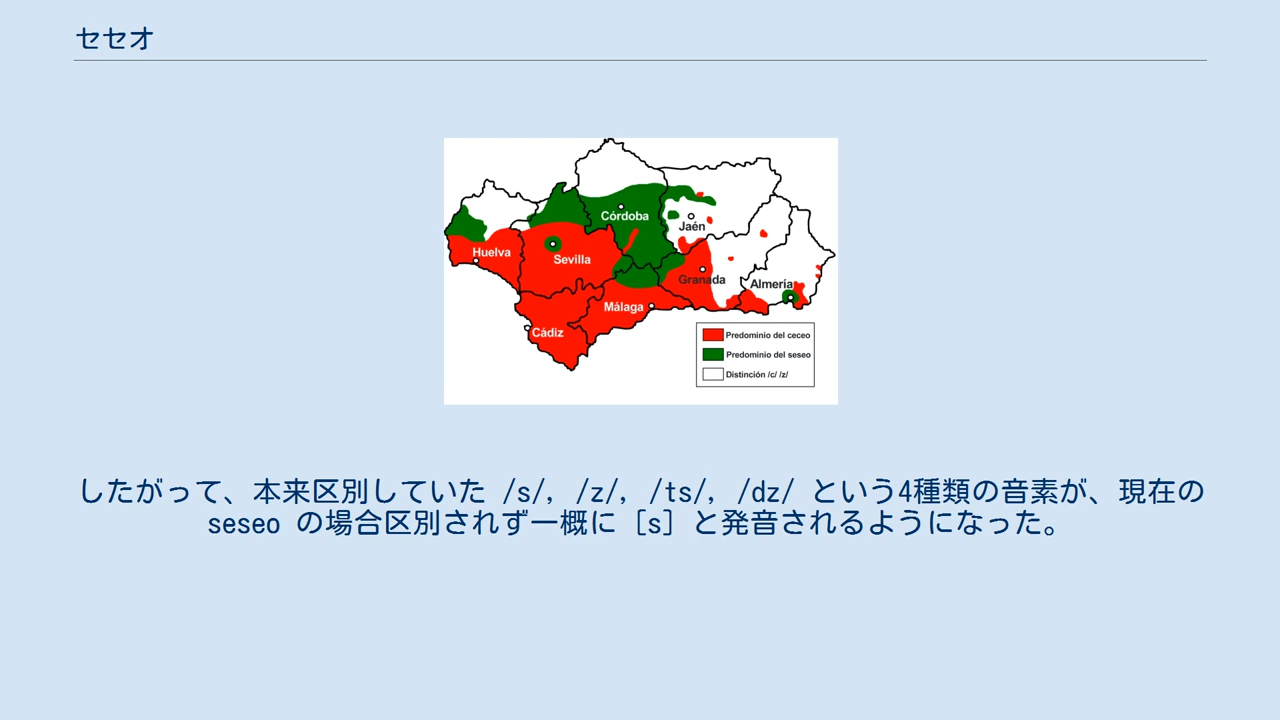 セセオ
Córdoba
Jaén
Huelva
Sevilla
Granada
Almería
Málaga
Cádiz
Predominio del ceceo
Predominio del seseo
Distinción /c/ /z/
したがって、本来区別していた /s/, /z/, /ts/, /dz/ という4種類の音素が、現在の
seseo の場合区別されず一概に [s] と発音されるようになった。